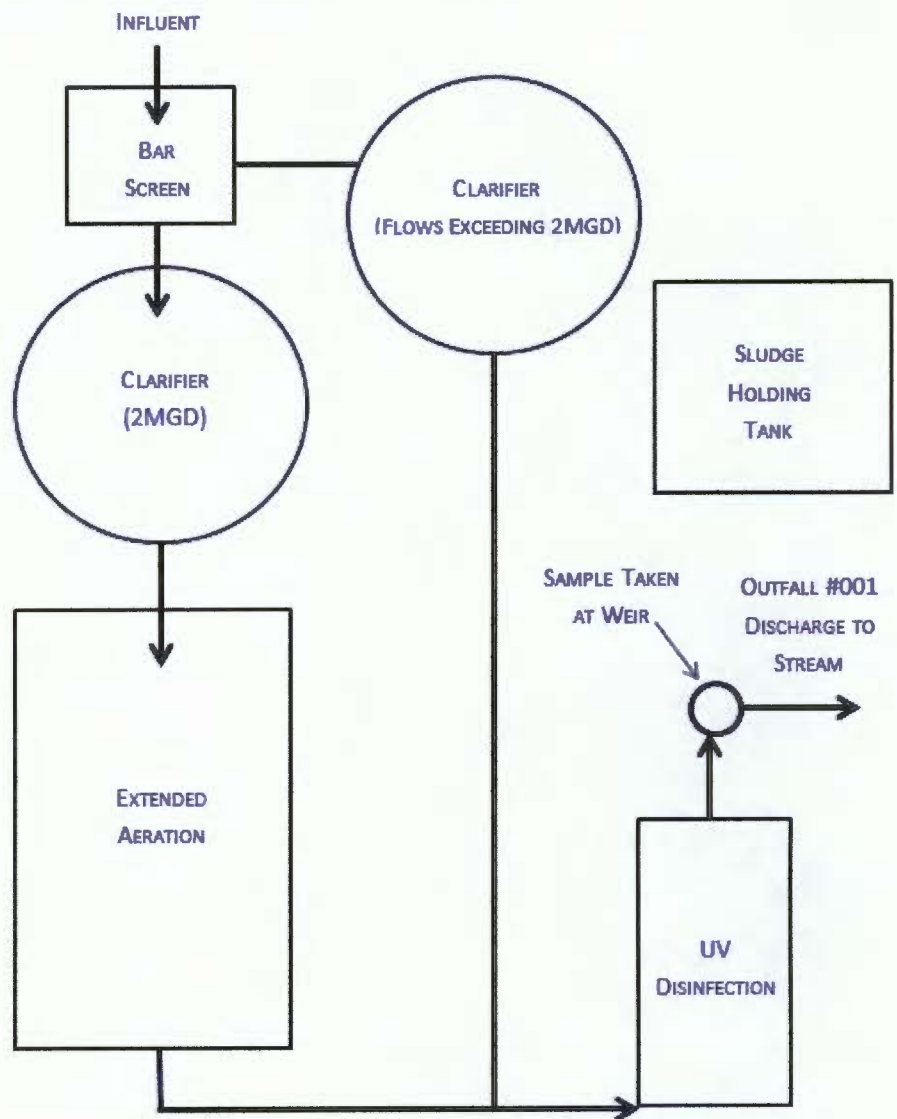 INFLUENT
BAR
SCREEN
CLARIFIER
(FLOWS EXCEEDING 2MGD)
CLARIFIER
(2MGD)
SLUDGE
HOLDING
TANK
SAMPLE TAKEN
AT WEIR
OUTFALL #001
DISCHARGE TO
STREAM
EXTENDED
AERATION
UV
DISINFECTION